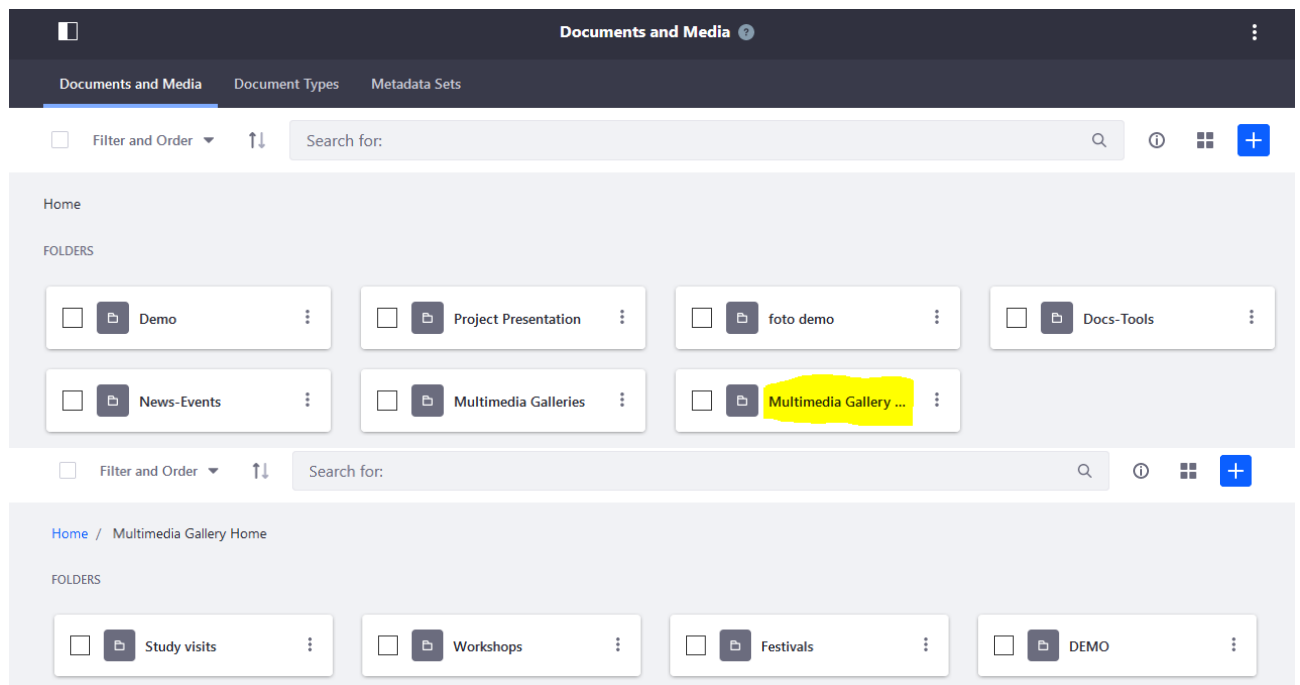 Documents and Media ?
Documents and Media Document Types Metadata Sets
Filter and Order Search for:
Home
FOLDERS
Demo Project Presentation foto demo Docs-Tools
News-Events Multimedia Galleries Multimedia Gallery ...
Filter and Order Search for:
Home / Multimedia Gallery Home
FOLDERS
Study visits Workshops Festivals DEMO